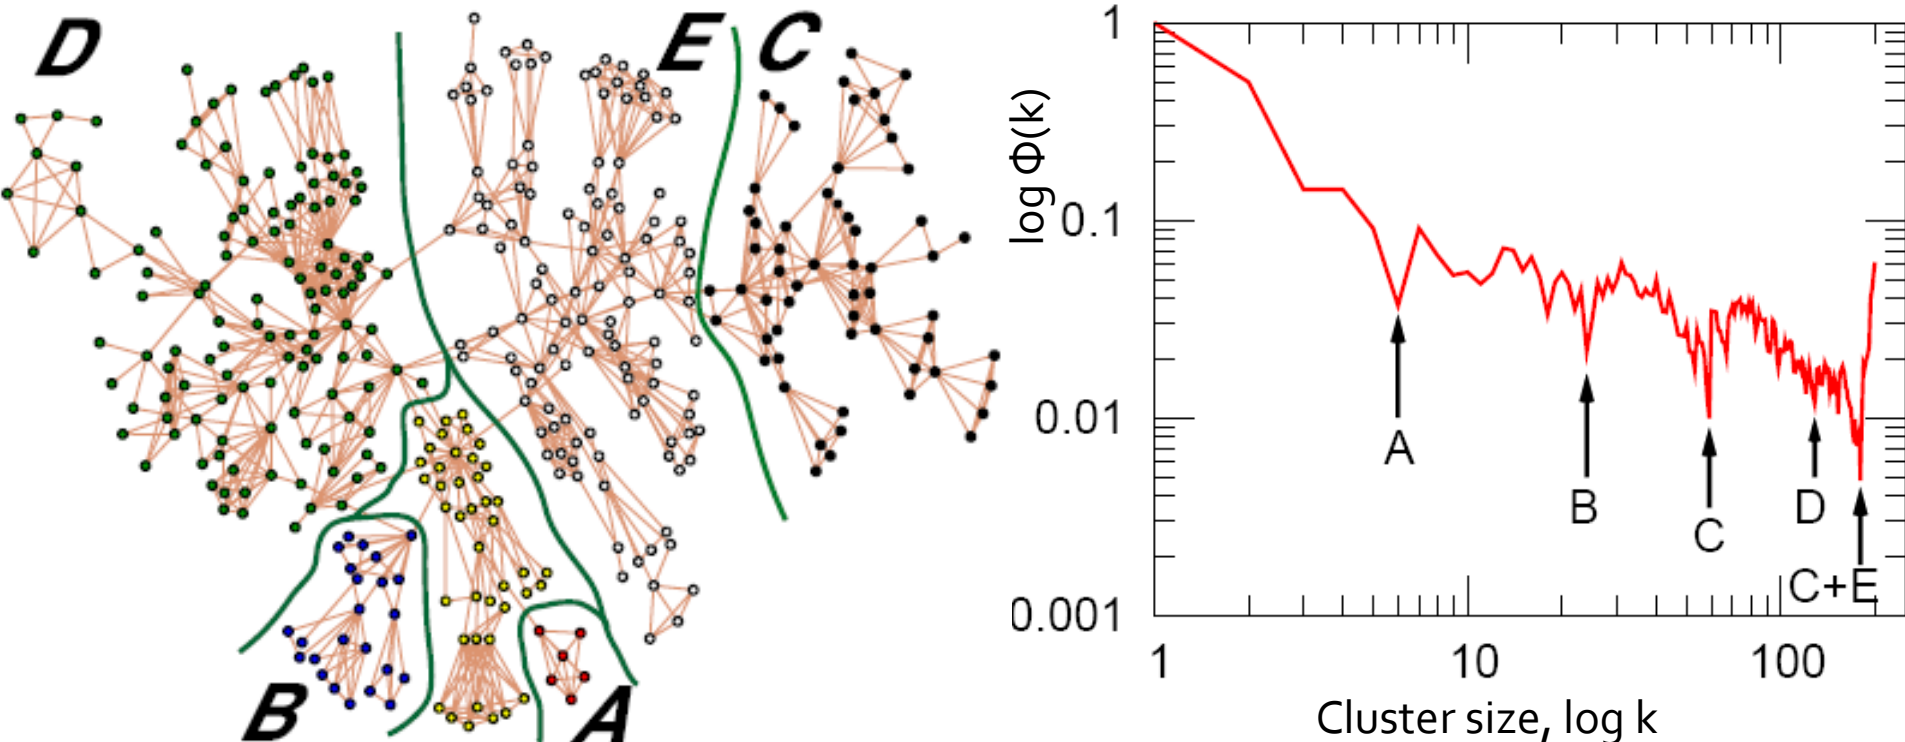 D
E
C
B
A
log Φ(k)
1
0.1
0.01
0.001
A
B
C
D
C+E
1
10
100
Cluster size, log k